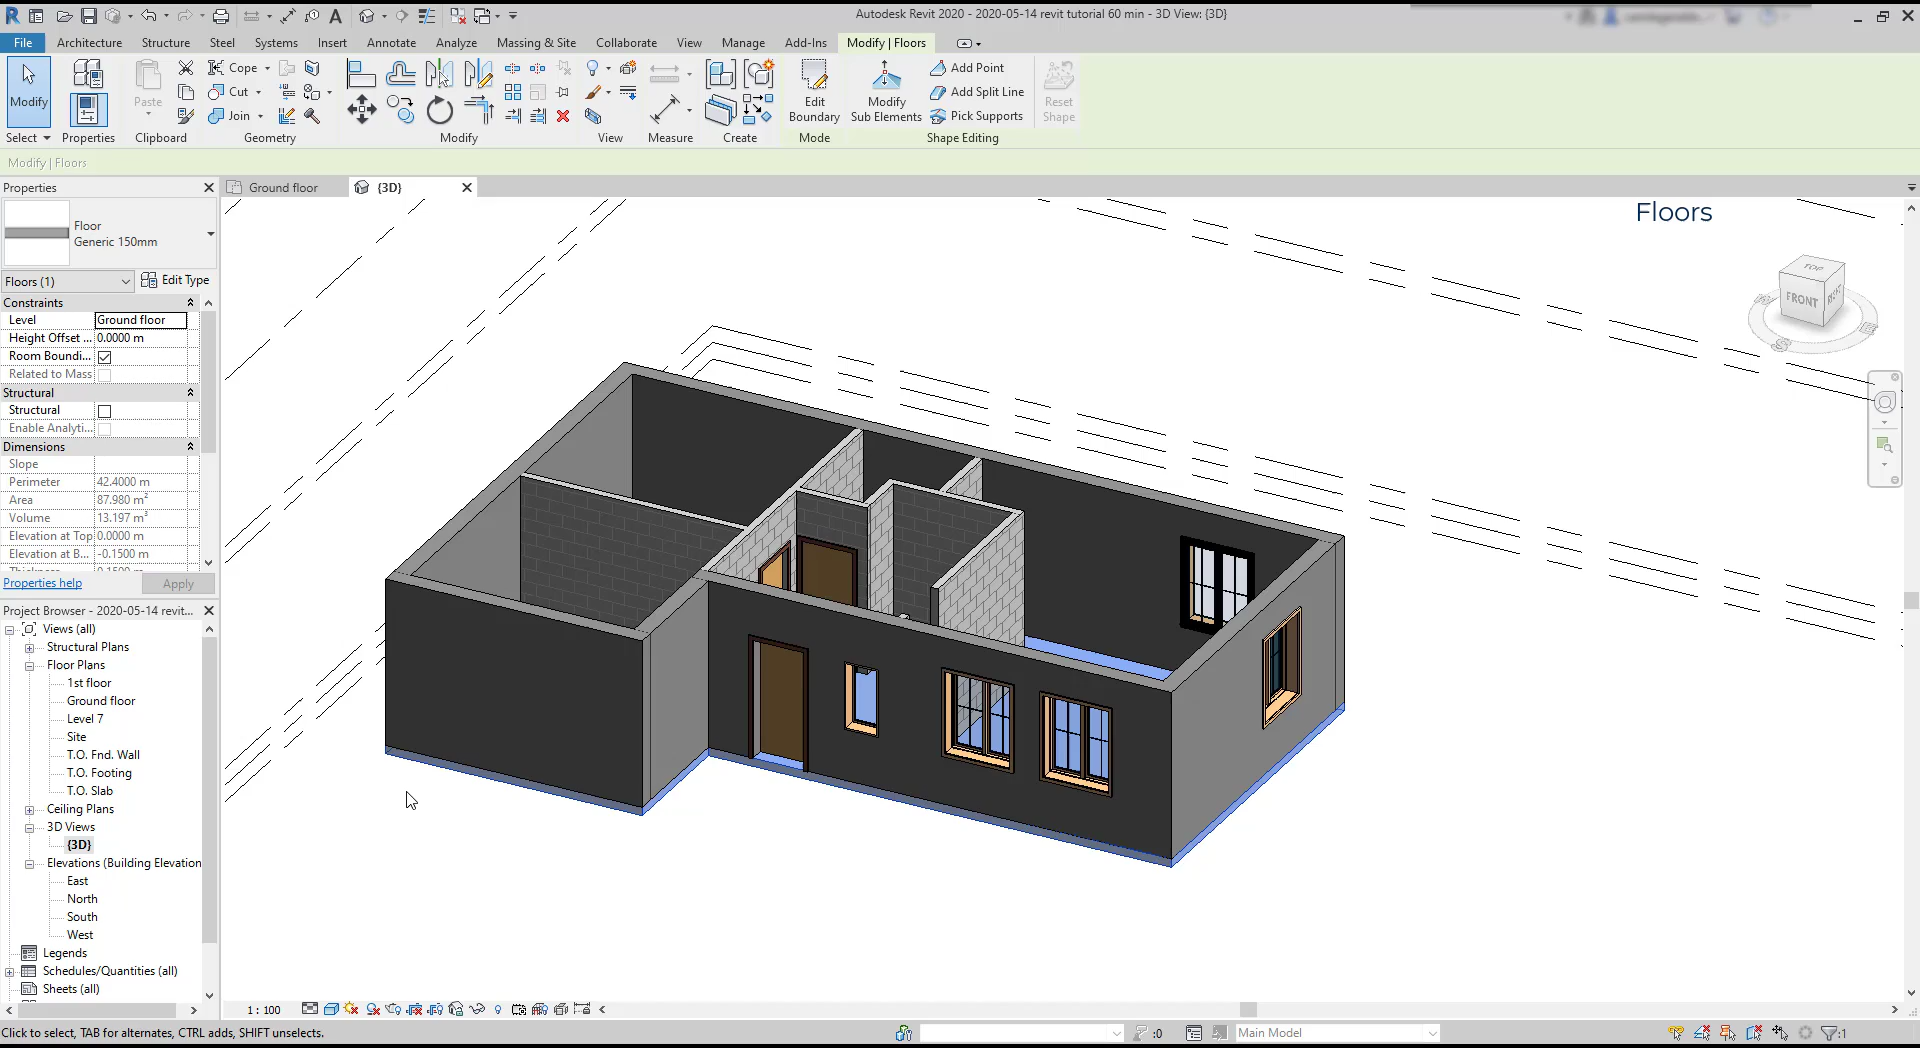 Autodesk Revit 2020 - 2020-05-14 revit tutorial 60 min - 3D View: {3D}
File Architecture Structure Steel Systems Insert Annotate Analyze Massing & Site Collaborate View Manage Add-Ins Modify | Floors
Modify
Select
Properties
Paste
Clipboard
Cope
Cut
Join
Geometry
Modify
View
Measure
Create
Edit
Boundary
Mode
Modify
Sub Elements
Add Point
Add Split Line
Pick Supports
Shape Editing
Reset
Shape
Modify | Floors
Properties
Floor
Generic 150mm
Floors (1)
Edit Type
Constraints
Level Ground floor
Height Offset ... 0.0000 m
Room Boundi...
Related to Mass
Structural
Structural
Enable Analyti...
Dimensions
Slope
Perimeter 42.4000 m
Area 87.980 m²
Volume 13.197 m³
Elevation at Top 0.0000 m
Elevation at B... -0.1500 m
Properties help
Apply
Project Browser - 2020-05-14 revit...
Views (all)
Structural Plans
Floor Plans
1st floor
Ground floor
Level 7
Site
T.O. Fnd. Wall
T.O. Footing
T.O. Slab
Ceiling Plans
3D Views
{3D}
Elevations (Building Elevation
East
North
South
West
Legends
Schedules/Quantities (all)
Sheets (all)
Ground floor
{3D}
Floors
TOP
FRONT
RIGHT
S
E
1 : 100
Click to select, TAB for alternates, CTRL adds, SHIFT unselects.
:0
Main Model
:1